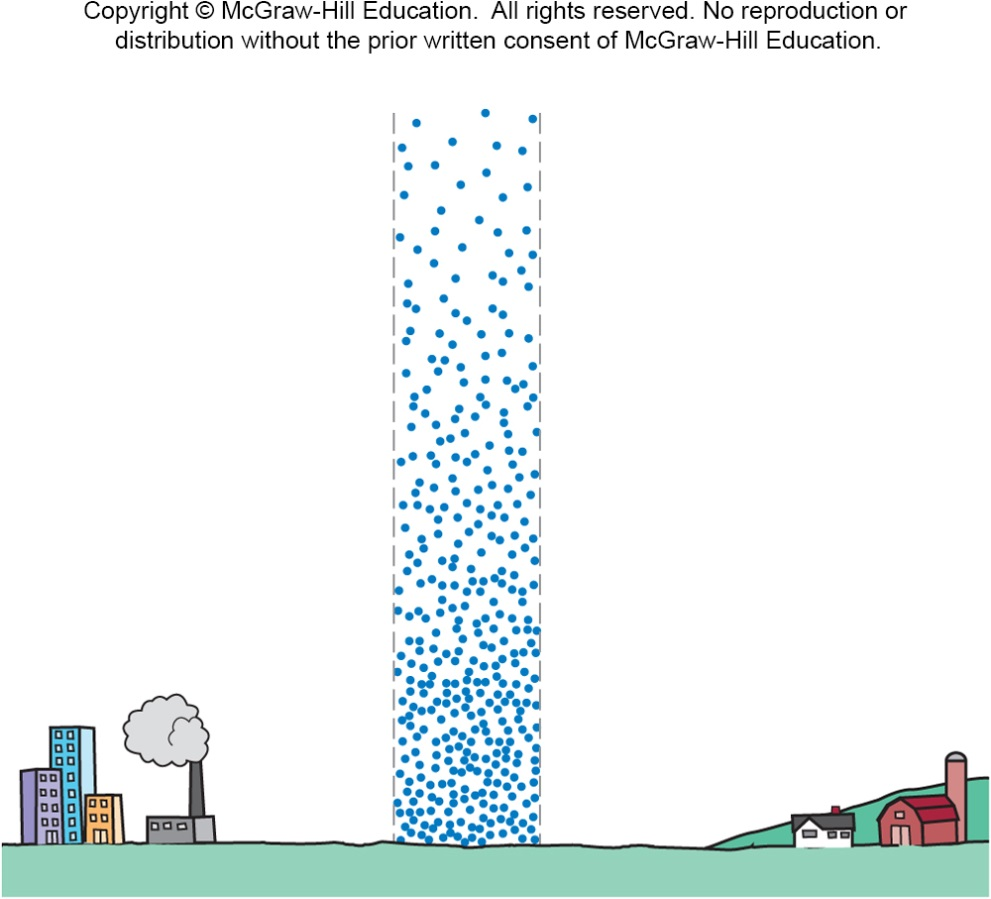 Copyright © McGraw-Hill Education.  All rights reserved. No reproduction or
distribution without the prior written consent of McGraw-Hill Education.